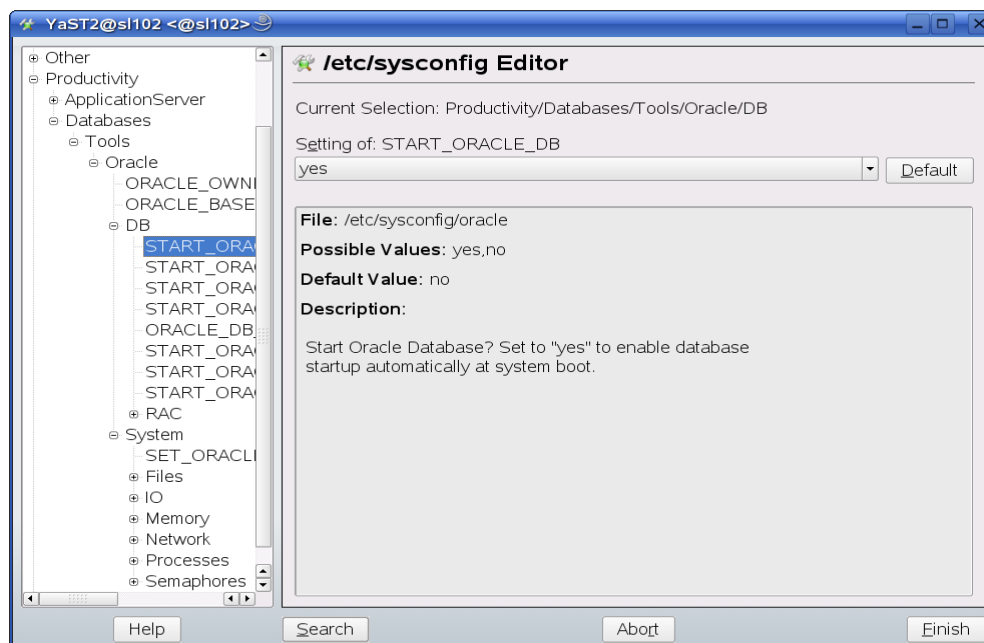 YaST2@sl102 <@sl102>
Other
Productivity
ApplicationServer
Databases
Tools
Oracle
ORACLE_OWN
ORACLE_BASE
DB
START_ORA
START_ORA
START_ORA
START_ORA
ORACLE_DB_
START_ORA
START_ORA
START_ORA
RAC
System
SET_ORACL
Files
IO
Memory
Network
Processes
Semaphores
/etc/sysconfig Editor
Current Selection: Productivity/Databases/Tools/Oracle/DB
Setting of: START_ORACLE_DB
yes
Default
File: /etc/sysconfig/oracle
Possible Values: yes,no
Default Value: no
Description:
Start Oracle Database? Set to "yes" to enable database
startup automatically at system boot.
Help
Search
Abort
Finish